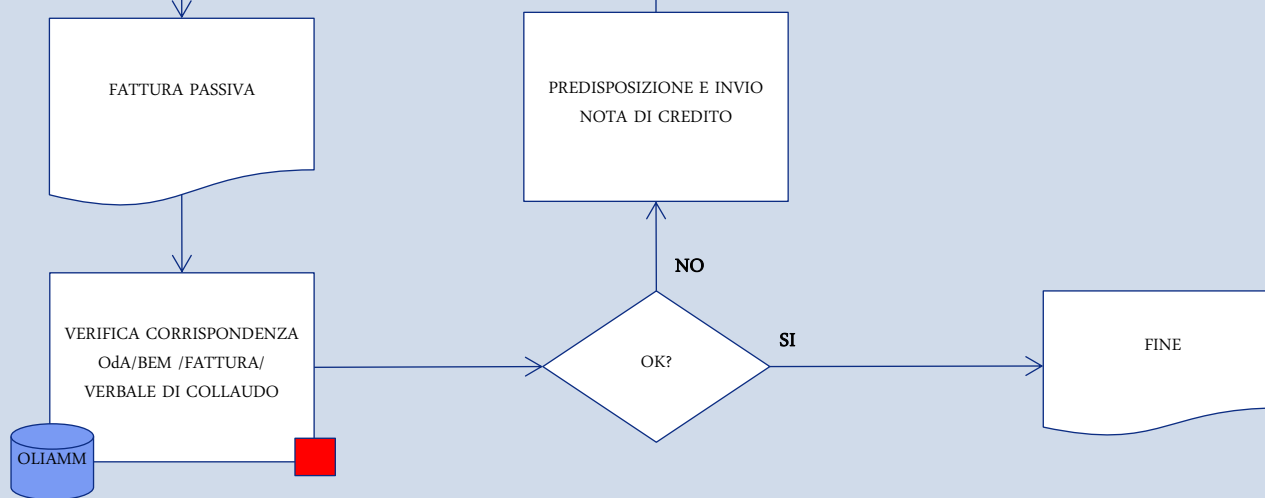 FATTURA PASSIVA
PREDISPOSIZIONE E INVIO
NOTA DI CREDITO
NO
VERIFICA CORRISPONDENZA
OdA/BEM /FATTURA/
VERBALE DI COLLAUDO
OLIAMM
OK?
SI
FINE